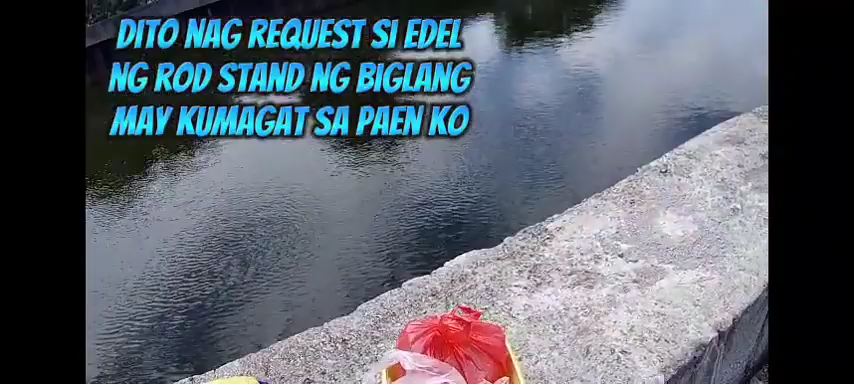 DITO NAG REQUEST SI EDEL
NG ROD STAND NG BIGLANG
MAY KUMAGAT SA PAEN KO